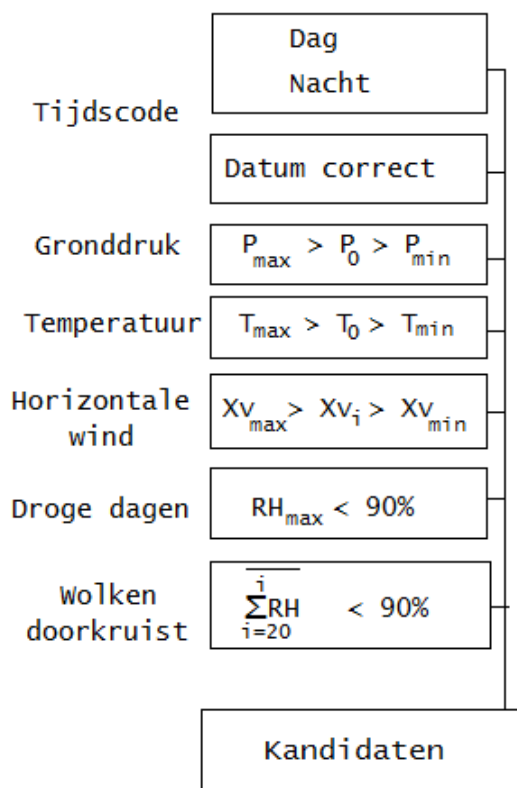 Dag
Nacht
Tijdscode
Datum correct
Gronddruk
P_max > P_0 > P_min
Temperatuur
T_max > T_0 > T_min
Horizontale
wind
Xv_max > Xv_i > Xv_min
Droge dagen
RH_max < 90%
Wolken
doorkruist
i
ΣRH < 90%
i=20
Kandidaten